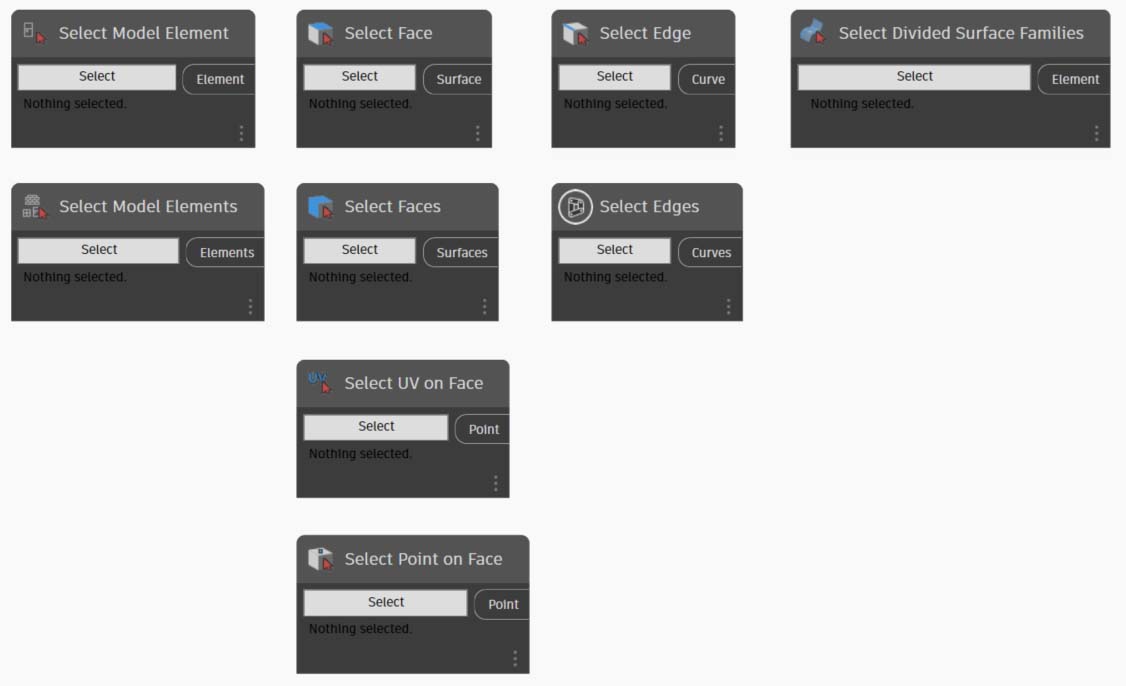 Select Model Element
Select
Element
Nothing selected.
Select Face
Select
Surface
Nothing selected.
Select Edge
Select
Curve
Nothing selected.
Select Divided Surface Families
Select
Element
Nothing selected.
Select Model Elements
Select
Elements
Nothing selected.
Select Faces
Select
Surfaces
Nothing selected.
Select Edges
Select
Curves
Nothing selected.
Select UV on Face
Select
Point
Nothing selected.
Select Point on Face
Select
Point
Nothing selected.